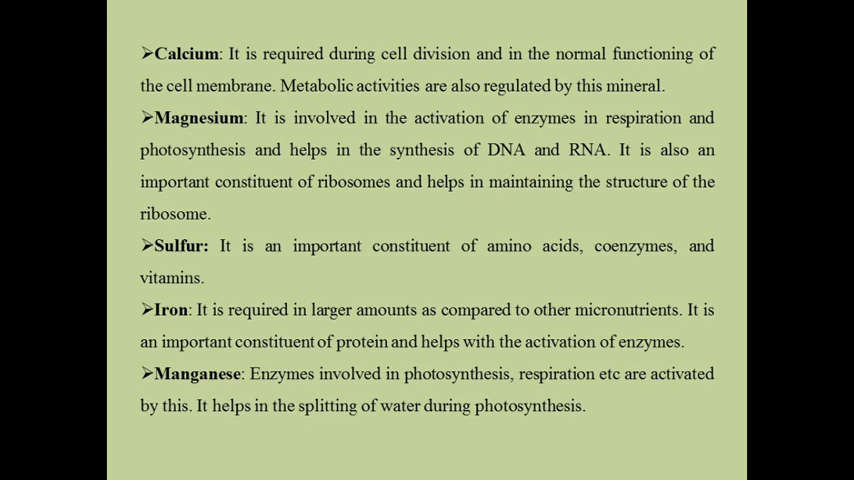 ➢Calcium: It is required during cell division and in the normal functioning of
the cell membrane. Metabolic activities are also regulated by this mineral.
➢Magnesium: It is involved in the activation of enzymes in respiration and
photosynthesis and helps in the synthesis of DNA and RNA. It is also an
important constituent of ribosomes and helps in maintaining the structure of the
ribosome.
➢Sulfur: It is an important constituent of amino acids, coenzymes, and
vitamins.
➢Iron: It is required in larger amounts as compared to other micronutrients. It is
an important constituent of protein and helps with the activation of enzymes.
➢Manganese: Enzymes involved in photosynthesis, respiration etc are activated
by this. It helps in the splitting of water during photosynthesis.